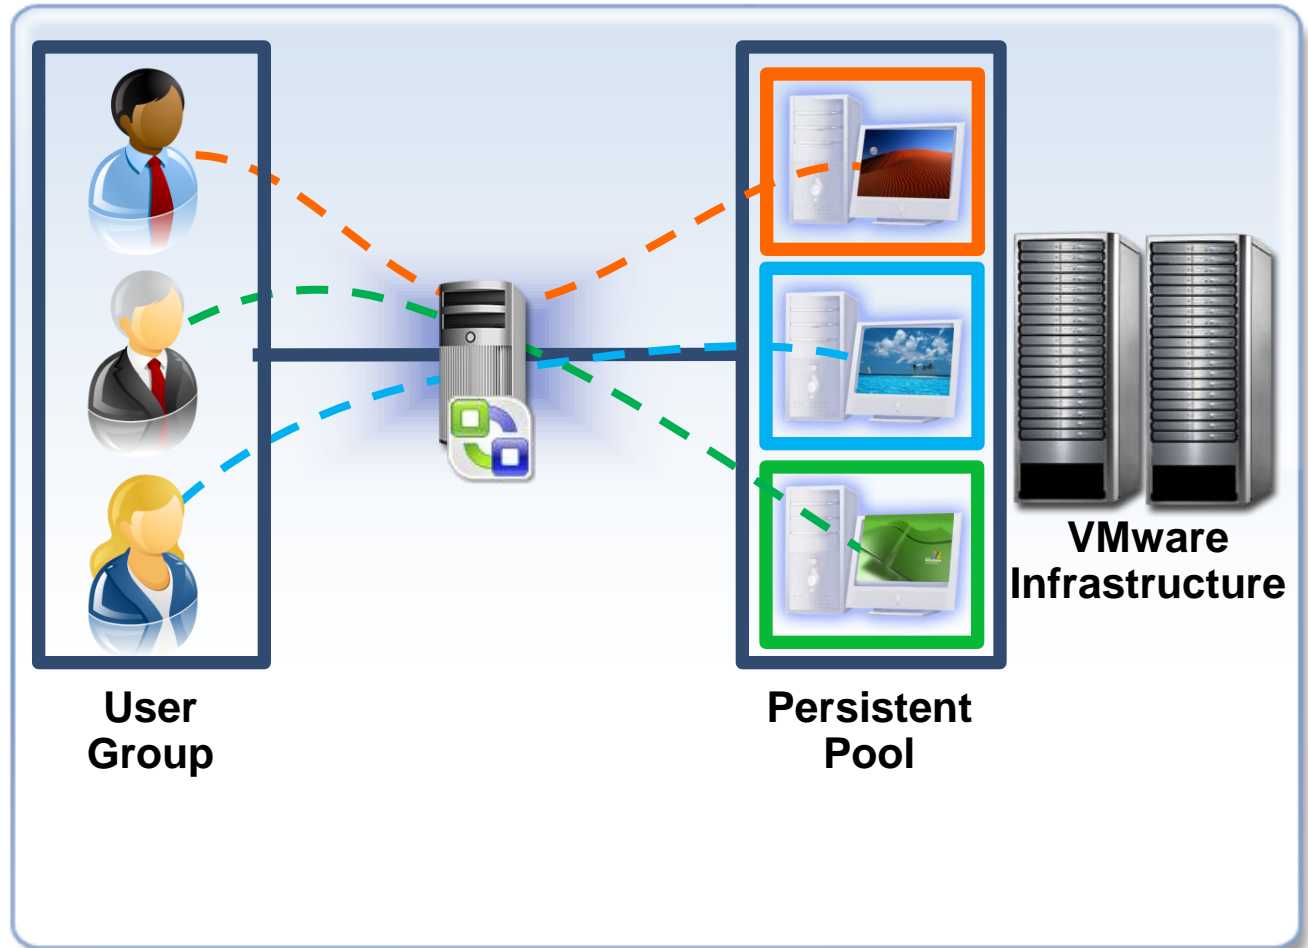 User
Group
Persistent
Pool
VMware
Infrastructure